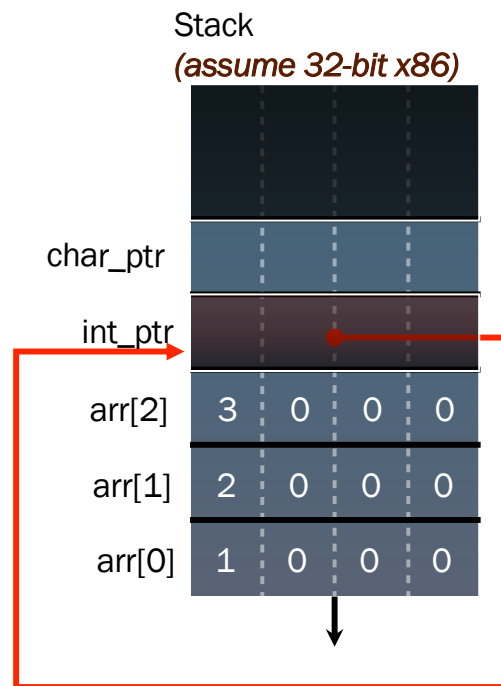 Stack
(assume 32-bit x86)
char_ptr
int_ptr
arr[2] 3 0 0 0
arr[1] 2 0 0 0
arr[0] 1 0 0 0